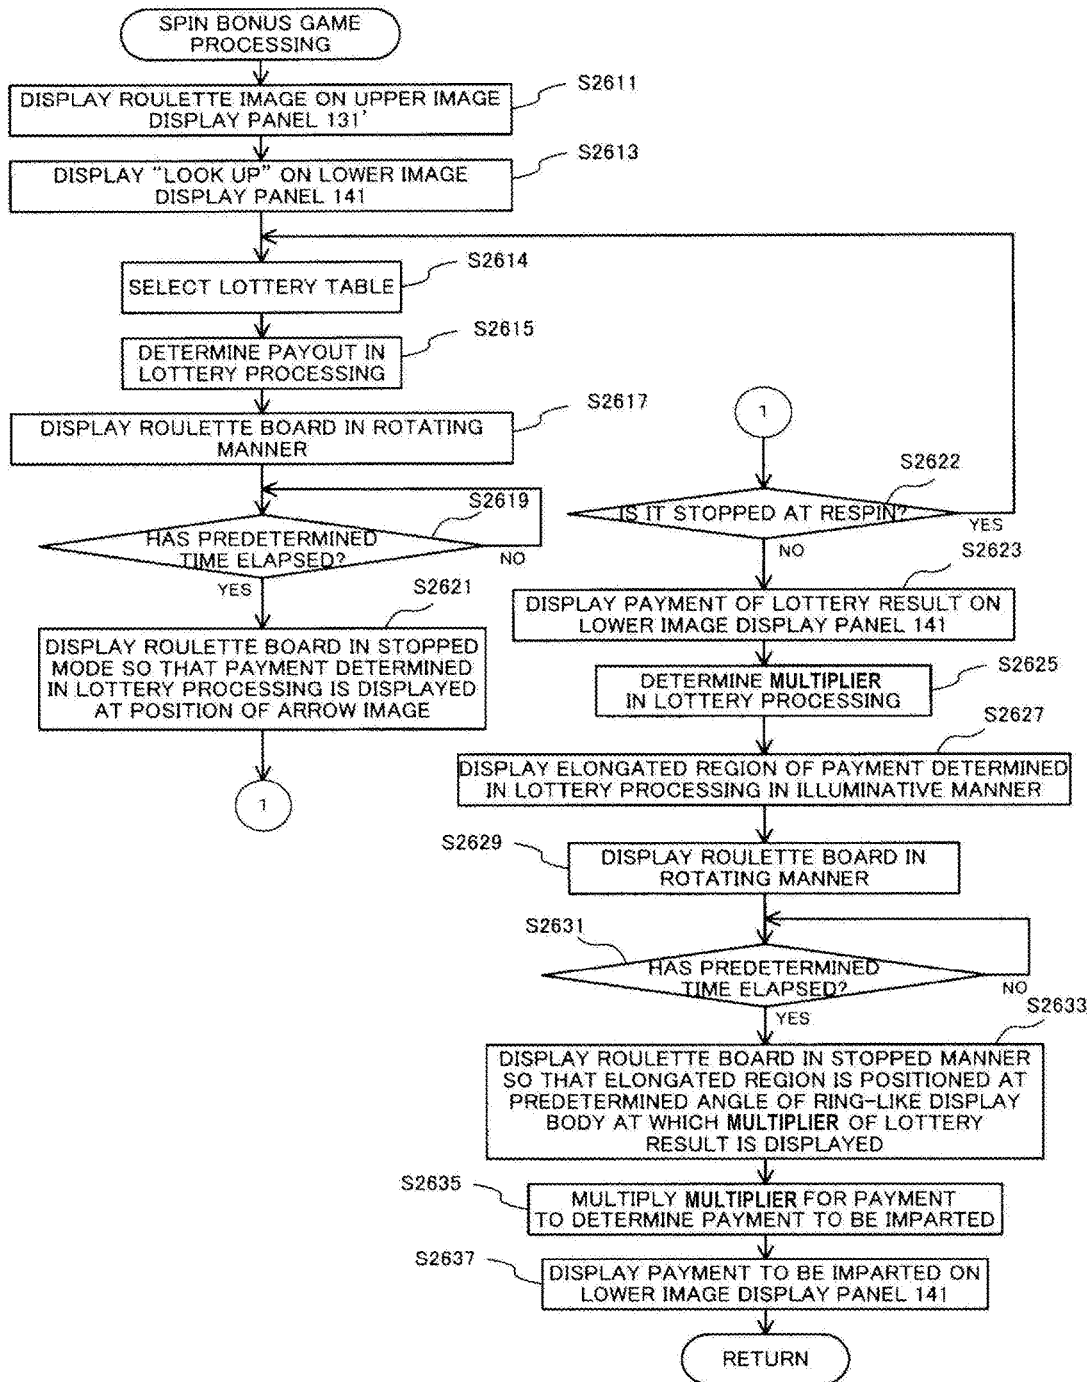 SPIN BONUS GAME
PROCESSING
S2611
DISPLAY ROULETTE IMAGE ON UPPER IMAGE
DISPLAY PANEL 131'
S2613
DISPLAY "LOOK UP" ON LOWER IMAGE
DISPLAY PANEL 141
S2614
SELECT LOTTERY TABLE
S2615
DETERMINE PAYOUT IN
LOTTERY PROCESSING
S2617
DISPLAY ROULETTE BOARD IN ROTATING
MANNER
S2619
HAS PREDETERMINED
TIME ELAPSED?
NO
YES
S2621
DISPLAY ROULETTE BOARD IN STOPPED
MODE SO THAT PAYMENT DETERMINED
IN LOTTERY PROCESSING IS DISPLAYED
AT POSITION OF ARROW IMAGE
1
1
S2622
IS IT STOPPED AT RESPIN?
YES
NO
S2623
DISPLAY PAYMENT OF LOTTERY RESULT ON
LOWER IMAGE DISPLAY PANEL 141
S2625
DETERMINE MULTIPLIER
IN LOTTERY PROCESSING
S2627
DISPLAY ELONGATED REGION OF PAYMENT DETERMINED
IN LOTTERY PROCESSING IN ILLUMINATIVE MANNER
S2629
DISPLAY ROULETTE BOARD IN
ROTATING MANNER
S2631
HAS PREDETERMINED
TIME ELAPSED?
NO
YES
S2633
DISPLAY ROULETTE BOARD IN STOPPED MANNER
SO THAT ELONGATED REGION IS POSITIONED AT
PREDETERMINED ANGLE OF RING-LIKE DISPLAY
BODY AT WHICH MULTIPLIER OF LOTTERY
RESULT IS DISPLAYED
S2635
MULTIPLY MULTIPLIER FOR PAYMENT
TO DETERMINE PAYMENT TO BE IMPARTED
S2637
DISPLAY PAYMENT TO BE IMPARTED ON
LOWER IMAGE DISPLAY PANEL 141
RETURN